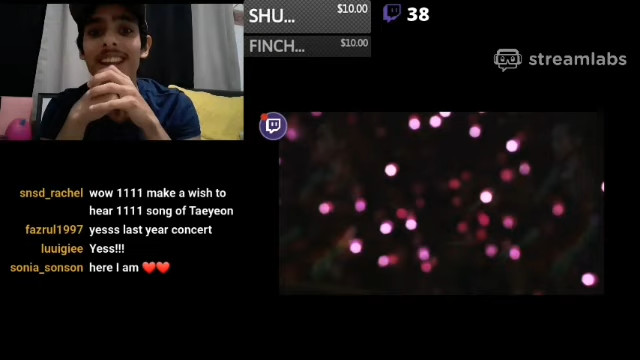 SHU... $10.00
FINCH... $10.00
38
streamlabs
snsd_rachel wow 1111 make a wish to
hear 1111 song of Taeyeon
fazrul1997 yesss last year concert
luuigiee Yess!!!
sonia_sonson here I am ❤️❤️